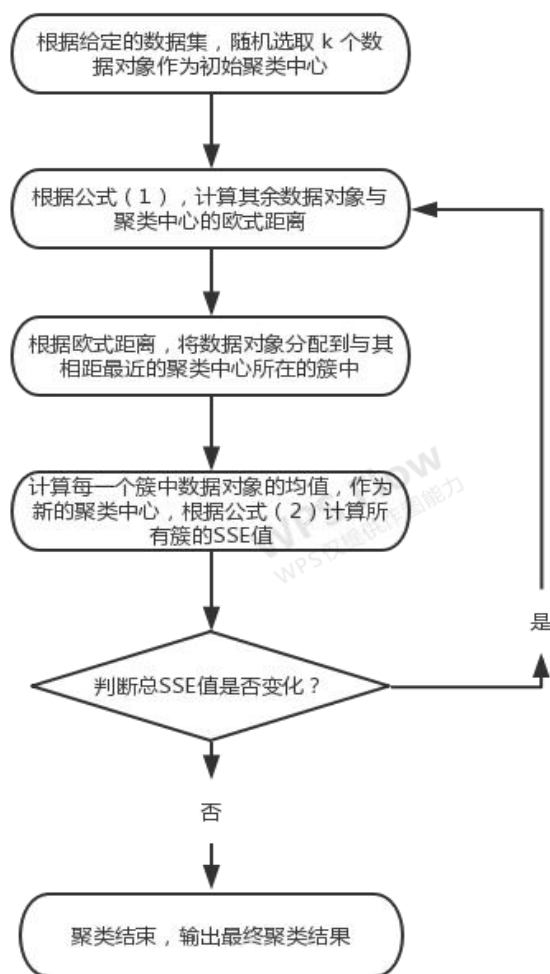 根据给定的数据集，随机选取 k 个数
据对象作为初始聚类中心
根据公式（1），计算其余数据对象与
聚类中心的欧式距离
根据欧式距离，将数据对象分配到与其
相距最近的聚类中心所在的簇中
计算每一个簇中数据对象的均值，作为
新的聚类中心，根据公式（2）计算所
有簇的SSE值
是
判断总SSE值是否变化？
否
聚类结束，输出最终聚类结果